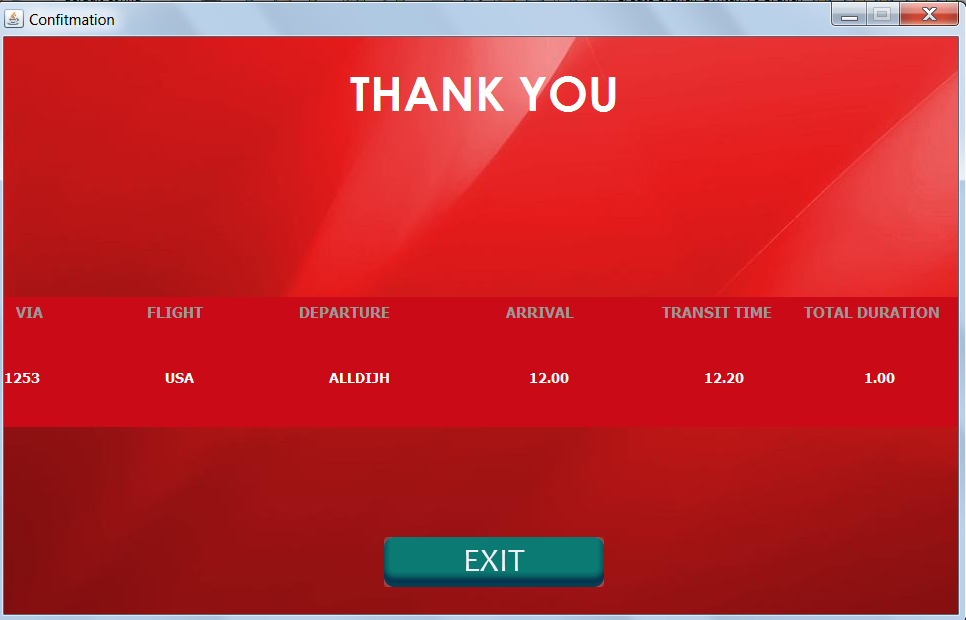 Confitmation
THANK YOU
VIA FLIGHT DEPARTURE ARRIVAL TRANSIT TIME TOTAL DURATION
1253 USA ALLDIJH 12.00 12.20 1.00
EXIT